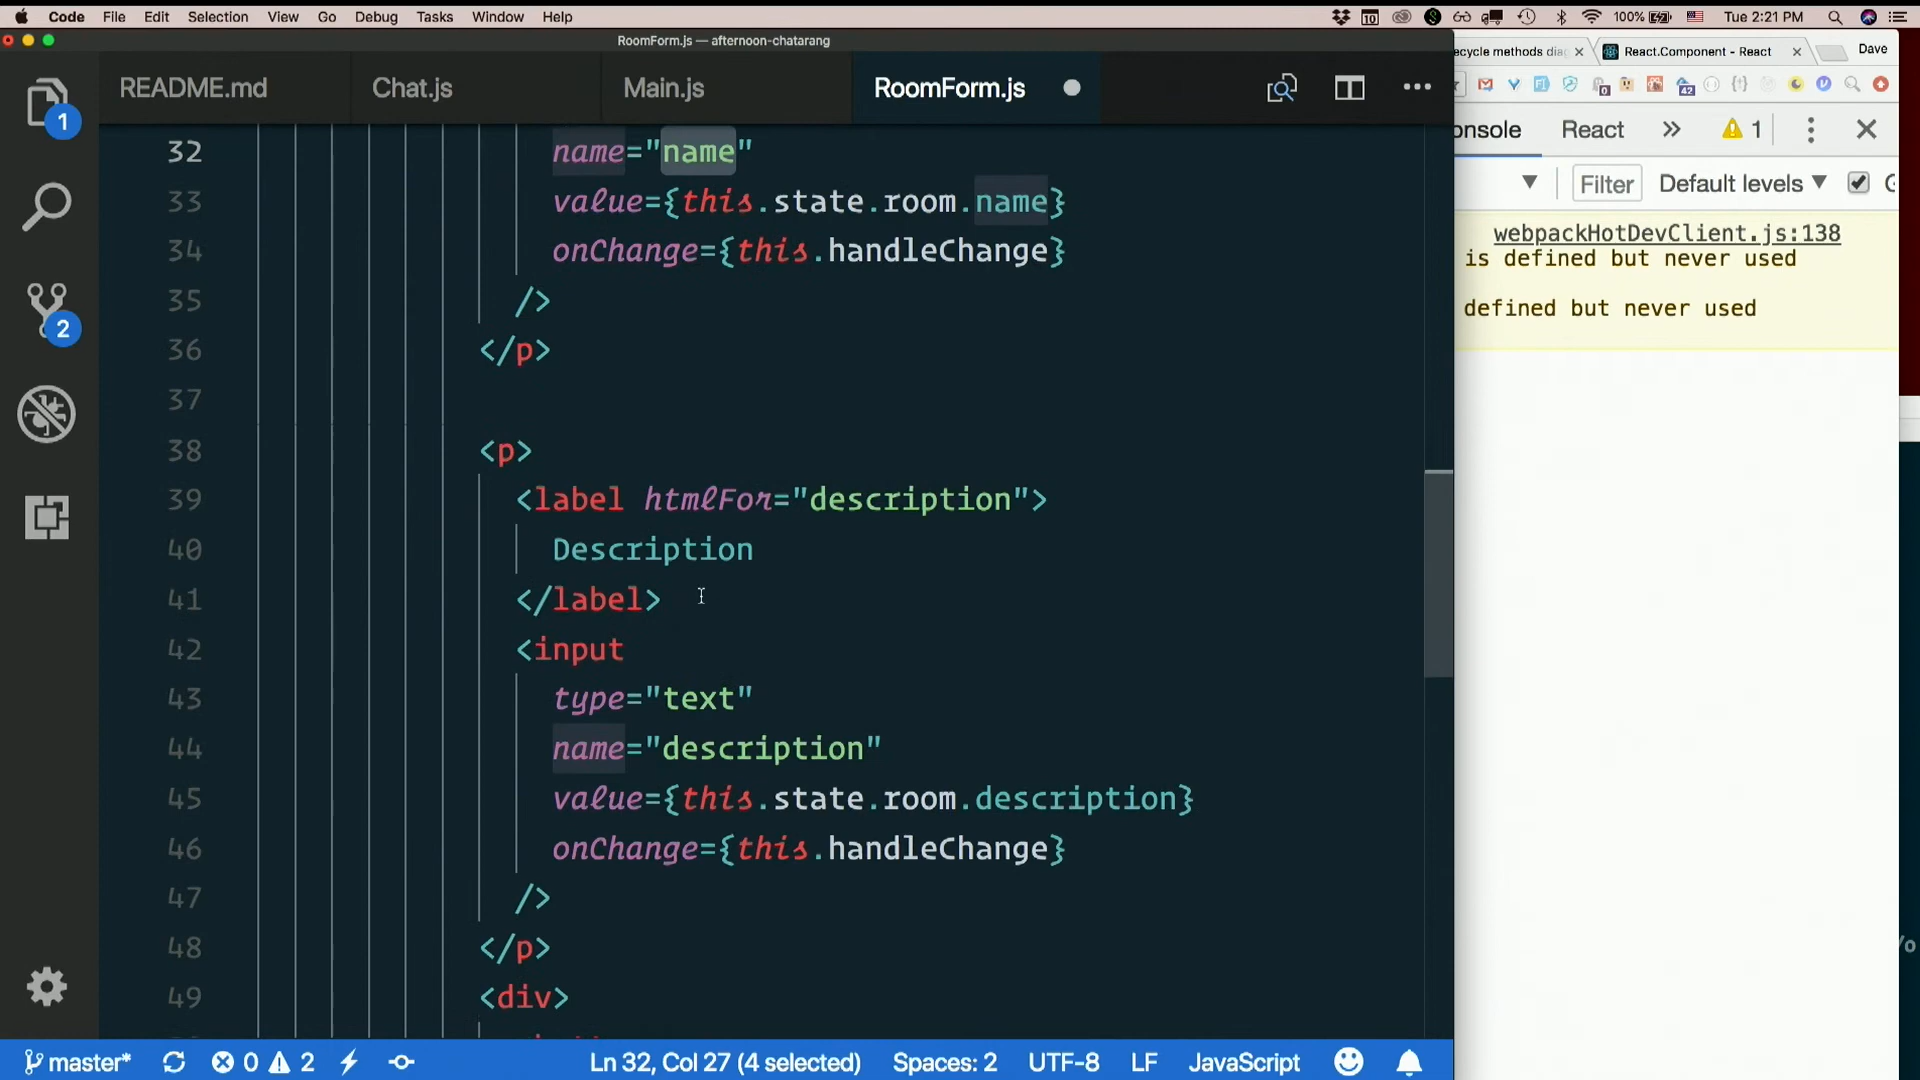 Code File Edit Selection View Go Debug Tasks Window Help 10 100% Tue 2:21 PM
RoomForm.js — afternoon-chatarang
ecycle methods dia React.Component - React Dave
README.md Chat.js Main.js RoomForm.js
0 42
onsole React 1
Filter Default levels
webpackHotDevClient.js:138
is defined but never used
defined but never used
1
2
32 name="name"
33 value={this.state.room.name}
34 onChange={this.handleChange}
35 />
36 </p>
37
38 <p>
39 <label htmlFor="description">
40 Description
41 </label>
42 <input
43 type="text"
44 name="description"
45 value={this.state.room.description}
46 onChange={this.handleChange}
47 />
48 </p>
49 <div>
master* 0 2 Ln 32, Col 27 (4 selected) Spaces: 2 UTF-8 LF JavaScript